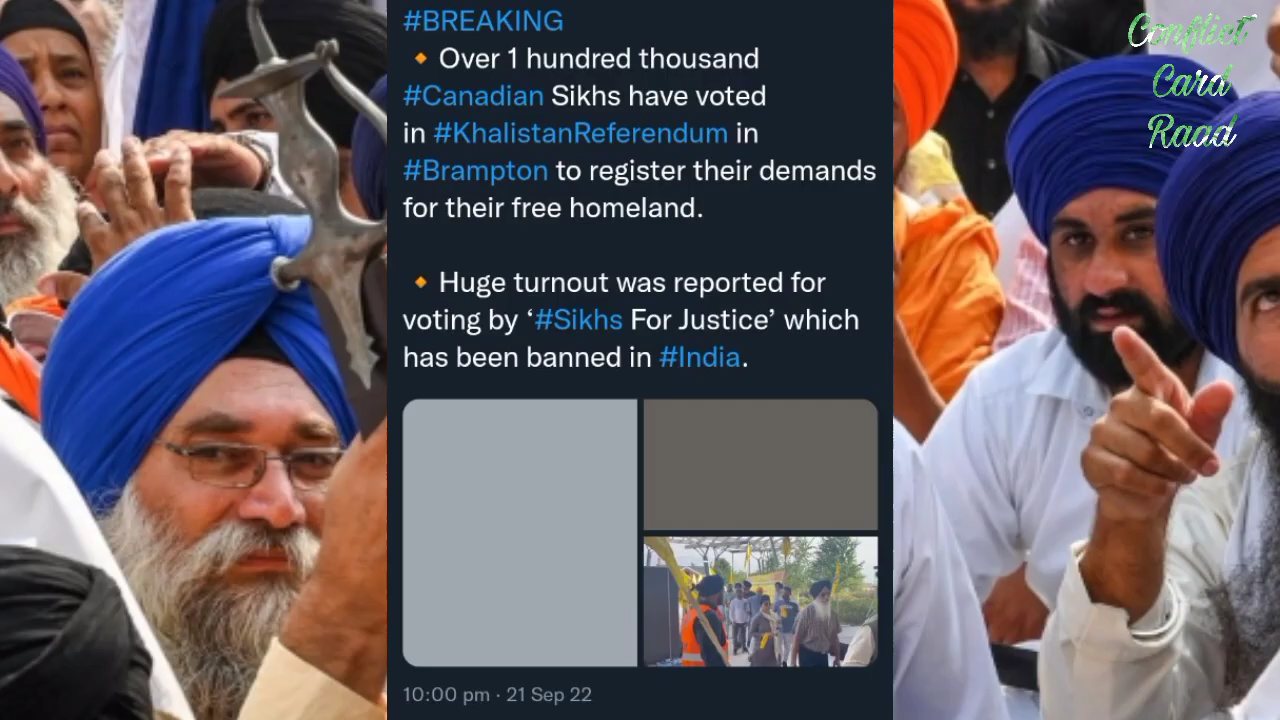 #BREAKING
🔸 Over 1 hundred thousand
#Canadian Sikhs have voted
in #KhalistanReferendum in
#Brampton to register their demands
for their free homeland.
🔸 Huge turnout was reported for
voting by ‘#Sikhs For Justice’ which
has been banned in #India.
10:00 pm · 21 Sep 22
Conflict
Card
Raad